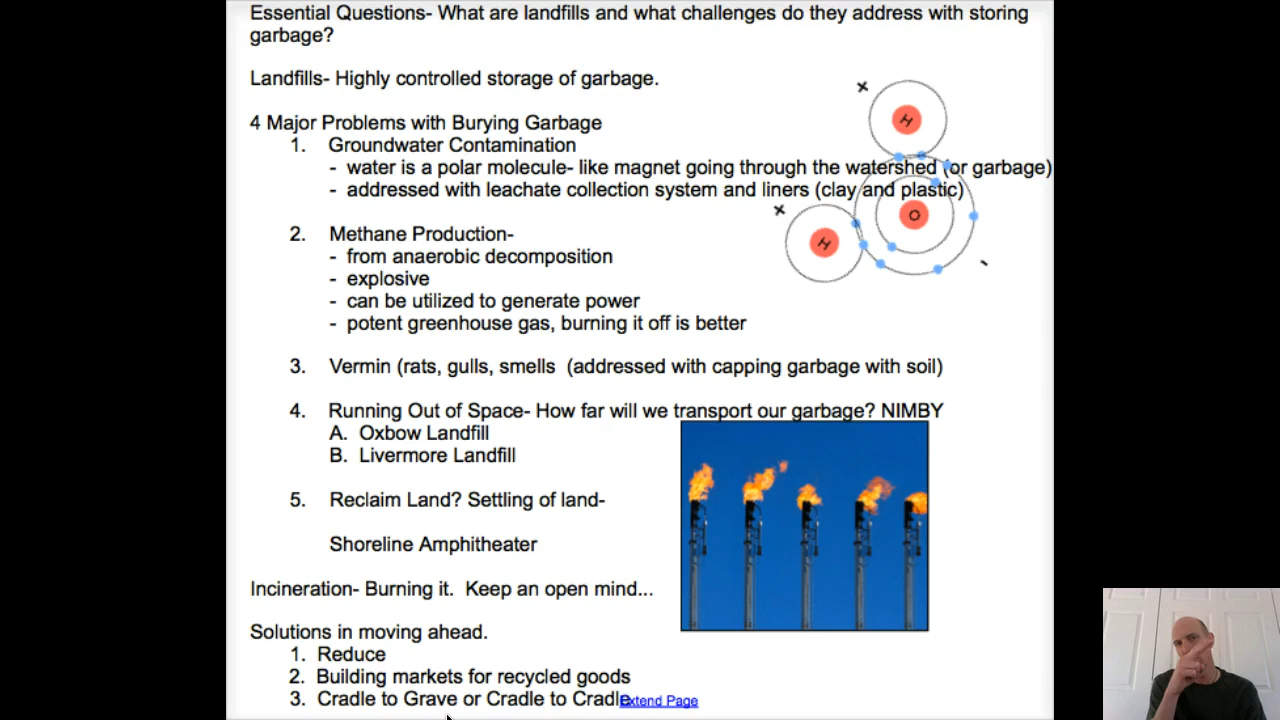 Essential Questions- What are landfills and what challenges do they address with storing
garbage?
Landfills- Highly controlled storage of garbage.
4 Major Problems with Burying Garbage
1. Groundwater Contamination
- water is a polar molecule- like magnet going through the watershed (or garbage)
- addressed with leachate collection system and liners (clay and plastic)
2. Methane Production-
- from anaerobic decomposition
- explosive
- can be utilized to generate power
- potent greenhouse gas, burning it off is better
3. Vermin (rats, gulls, smells (addressed with capping garbage with soil)
4. Running Out of Space- How far will we transport our garbage? NIMBY
A. Oxbow Landfill
B. Livermore Landfill
5. Reclaim Land? Settling of land-
Shoreline Amphitheater
Incineration- Burning it. Keep an open mind...
Solutions in moving ahead.
1. Reduce
2. Building markets for recycled goods
3. Cradle to Grave or Cradle to Cradle
Extend Page
+
H
+
H
O
-